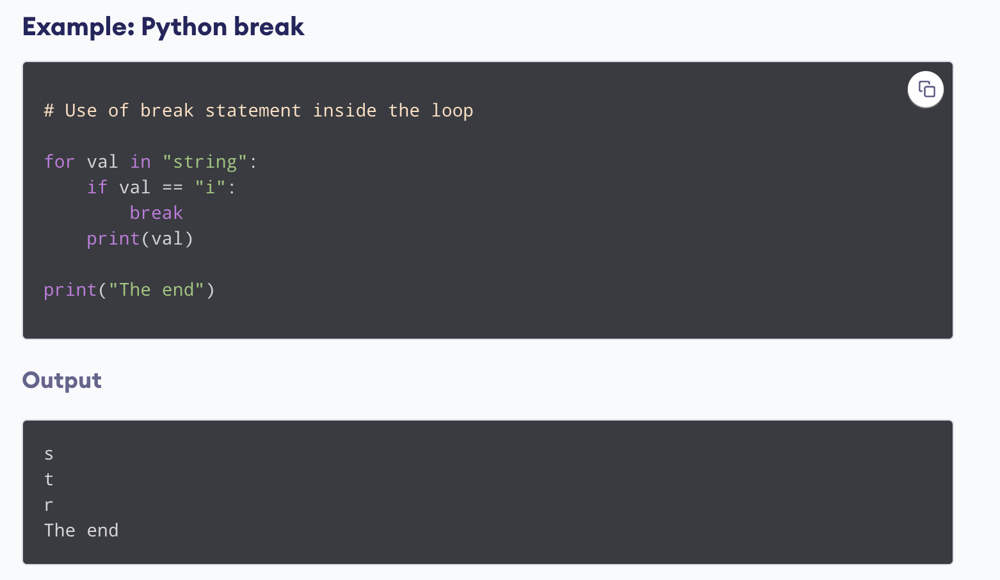 Example: Python break
# Use of break statement inside the loop
for val in "string":
    if val == "i":
        break
    print(val)
print("The end")
Output
s
t
r
The end